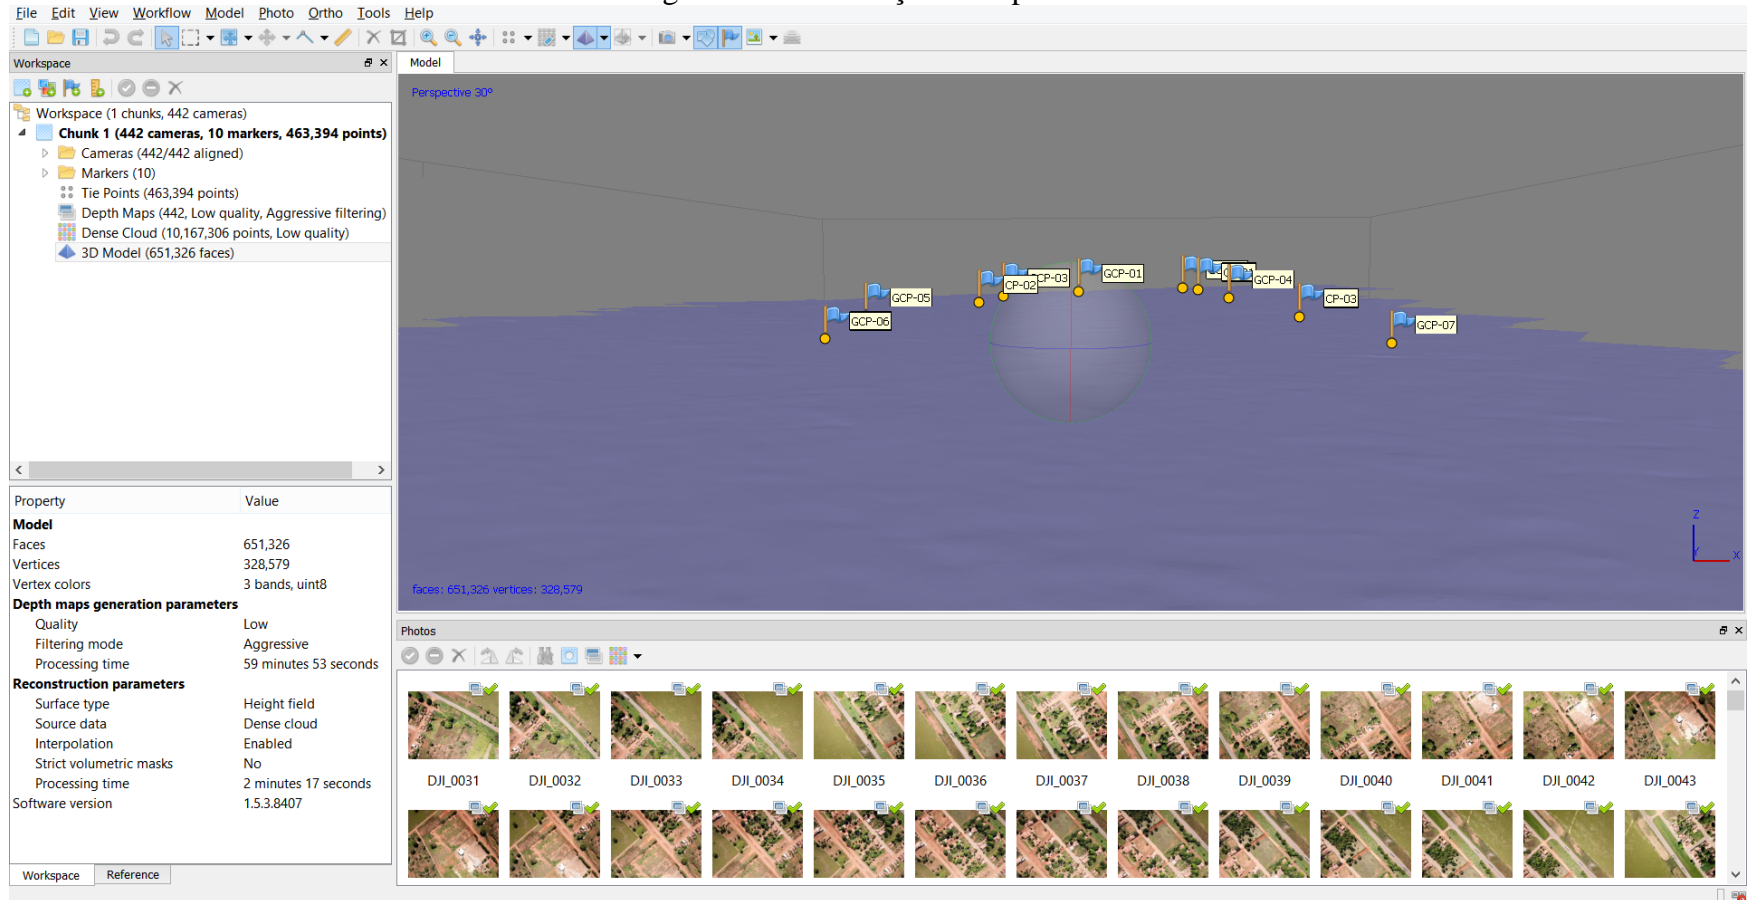 File Edit View Workflow Model Photo Ortho Tools Help
Workspace
Workspace (1 chunks, 442 cameras)
Chunk 1 (442 cameras, 10 markers, 463,394 points)
Cameras (442/442 aligned)
Markers (10)
Tie Points (463,394 points)
Depth Maps (442, Low quality, Aggressive filtering)
Dense Cloud (10,167,306 points, Low quality)
3D Model (651,326 faces)
Property Value
Model
Faces 651,326
Vertices 328,579
Vertex colors 3 bands, uint8
Depth maps generation parameters
Quality Low
Filtering mode Aggressive
Processing time 59 minutes 53 seconds
Reconstruction parameters
Surface type Height field
Source data Dense cloud
Interpolation Enabled
Strict volumetric masks No
Processing time 2 minutes 17 seconds
Software version 1.5.3.8407
Workspace Reference
Model
Perspective 30°
GCP-05
GCP-06
CP-02
CP-03
GCP-01
GCP-04
CP-03
GCP-07
Z
Y X
faces: 651,326 vertices: 328,579
Photos
DJI_0031 DJI_0032 DJI_0033 DJI_0034 DJI_0035 DJI_0036 DJI_0037 DJI_0038 DJI_0039 DJI_0040 DJI_0041 DJI_0042 DJI_0043